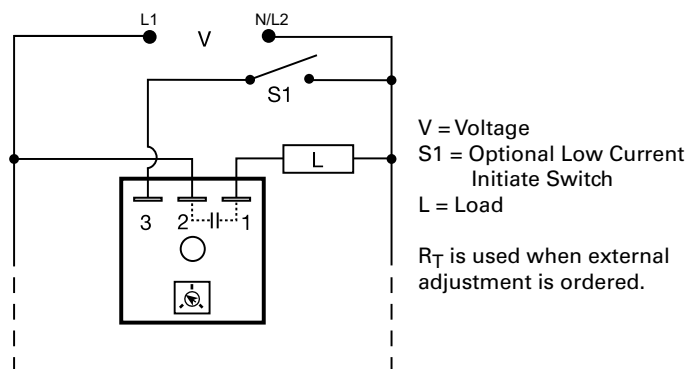 L1
V
N/L2
S1
L
3
2
1
V = Voltage
S1 = Optional Low Current
Initiate Switch
L = Load
RT is used when external
adjustment is ordered.